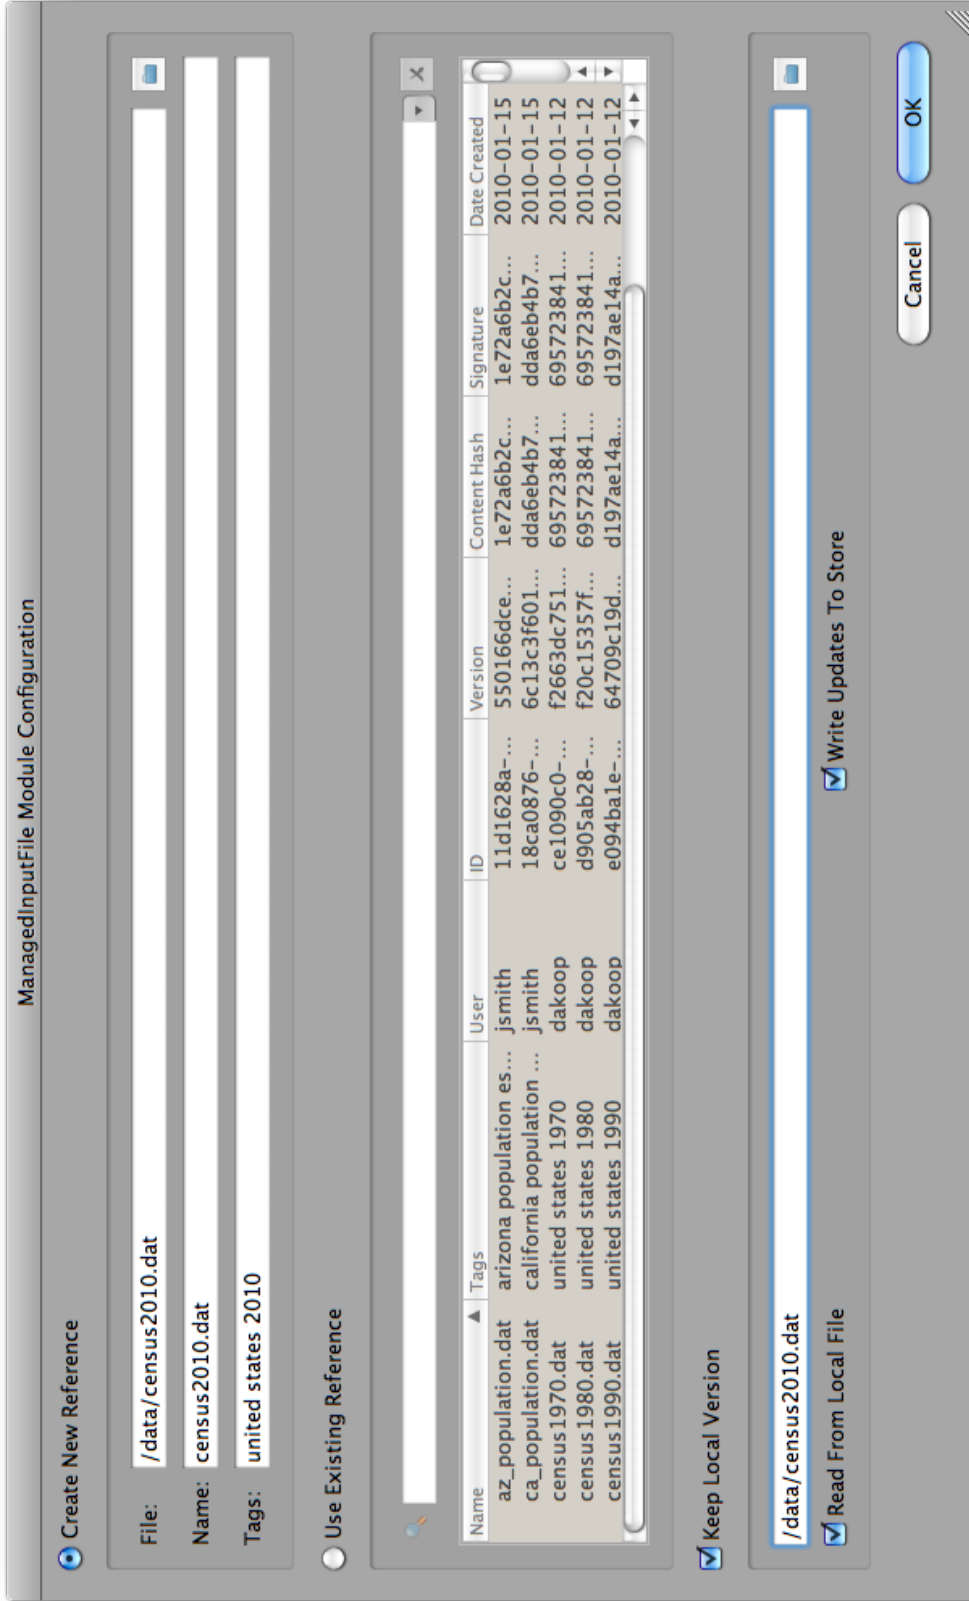 ManagedInputFile Module Configuration
Create New Reference
File: /data/census2010.dat
Name: census2010.dat
Tags: united states 2010
Use Existing Reference
Name Tags User ID Version Content Hash Signature Date Created
az_population.dat arizona population es... jsmith 11d1628a-... 550166dce... 1e72a6b2c... 1e72a6b2c... 2010-01-15
ca_population.dat california population ... jsmith 18ca0876-... 6c13c3f601... dda6eb4b7... dda6eb4b7... 2010-01-15
census1970.dat united states 1970 dakoop ce1090c0-... f2663dc751... 695723841... 695723841... 2010-01-12
census1980.dat united states 1980 dakoop d905ab28-... f20c15357f... 695723841... 695723841... 2010-01-12
census1990.dat united states 1990 dakoop e094ba1e-... 64709c19d... d197ae14a... d197ae14a... 2010-01-12
Keep Local Version
/data/census2010.dat
Read From Local File Write Updates To Store
Cancel OK